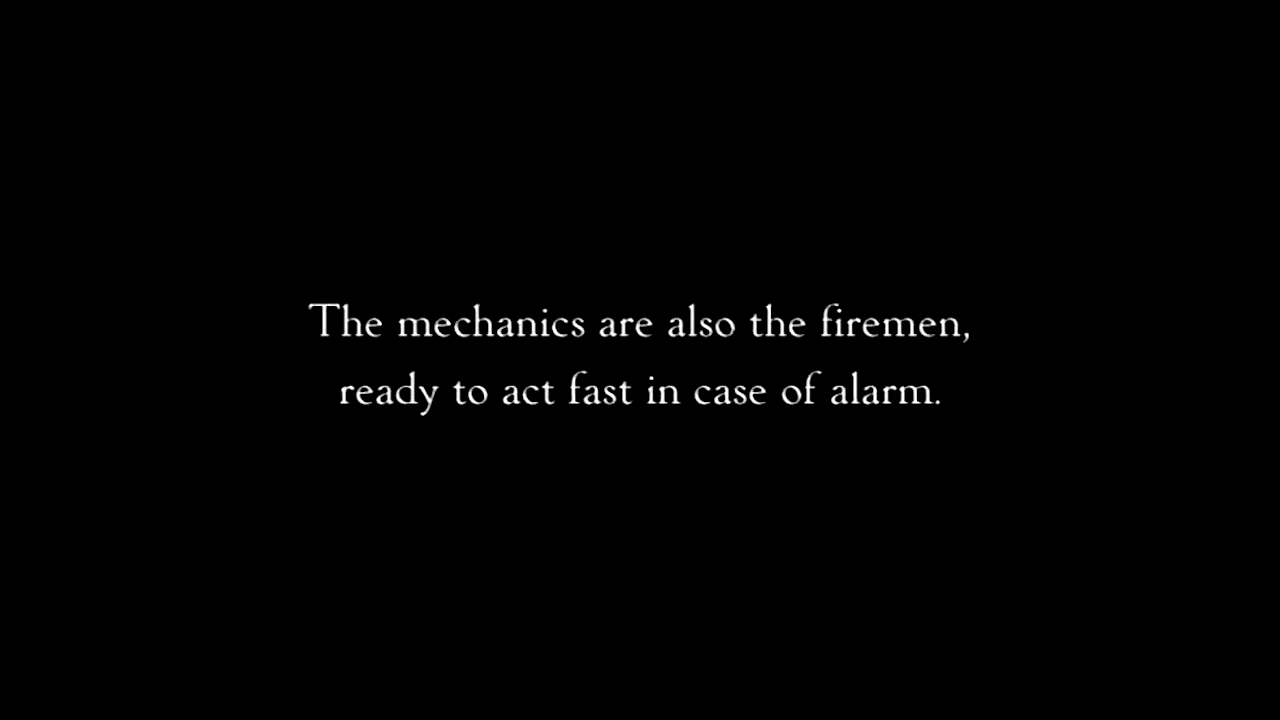 The mechanics are also the firemen,
ready to act fast in case of alarm.